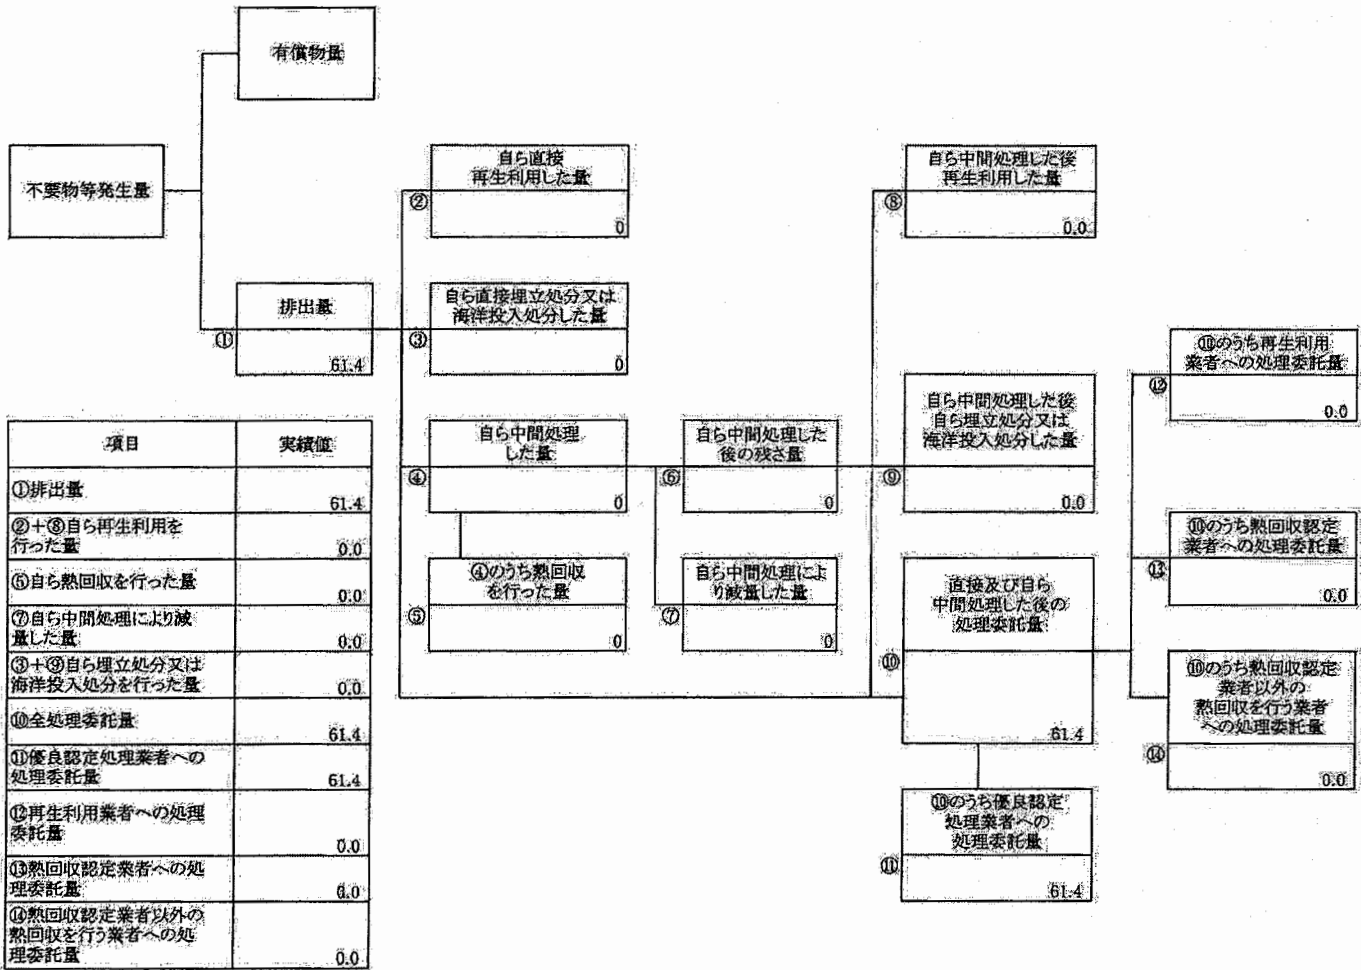 有償物量
不要物等発生量
自ら直接
再生利用した量
②
0
自ら中間処理した後
再生利用した量
⑧
0.0
排出量
①
61.4
自ら直接埋立処分又は
海洋投入処分した量
③
0
⑩のうち再生利用
業者への処理委託量
⑫
0.0
自ら中間処理
した量
④
0
自ら中間処理した
後の残さ量
⑥
0
自ら中間処理した後
自ら埋立処分又は
海洋投入処分した量
⑨
0.0
⑩のうち熱回収認定
業者への処理委託量
⑬
0.0
④のうち熱回収
を行った量
⑤
0
自ら中間処理によ
り減量した量
⑦
0
直接及び自ら
中間処理した後の
処理委託量
⑩
61.4
⑩のうち熱回収認定
業者以外の
熱回収を行う業者
への処理委託量
⑭
0.0
⑩のうち優良認定
処理業者への
処理委託量
⑪
61.4
項目 実績値
①排出量 61.4
②+⑧自ら再生利用を
行った量 0.0
⑤自ら熱回収を行った量 0.0
⑦自ら中間処理により減
量した量 0.0
③+⑨自ら埋立処分又は
海洋投入処分を行った量 0.0
⑩全処理委託量 61.4
⑪優良認定処理業者への
処理委託量 61.4
⑫再生利用業者への処理
委託量 0.0
⑬熱回収認定業者への処
理委託量 0.0
⑭熱回収認定業者以外の
熱回収を行う業者への処
理委託量 0.0